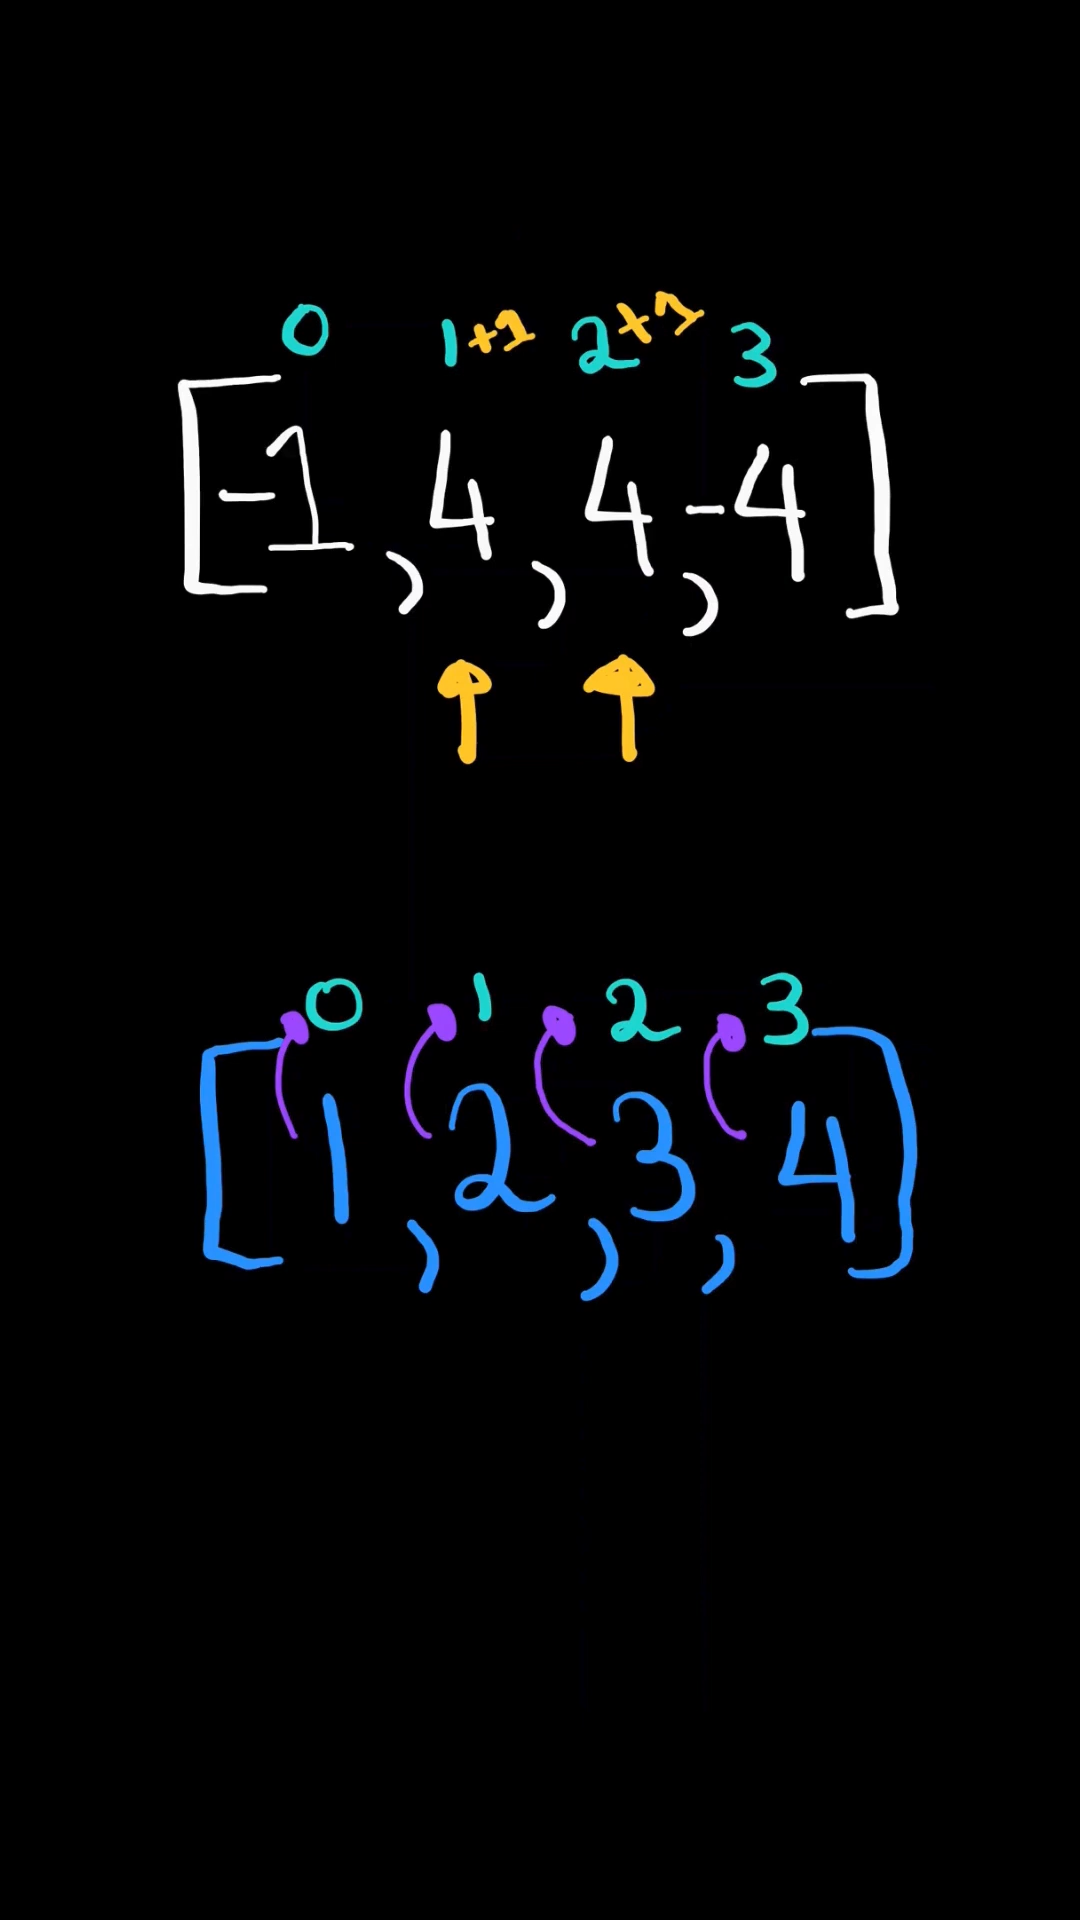 0 1+1 2+1 3
[-1, 4, 4, -4]
0 1 2 3
[1, 2, 3, 4]